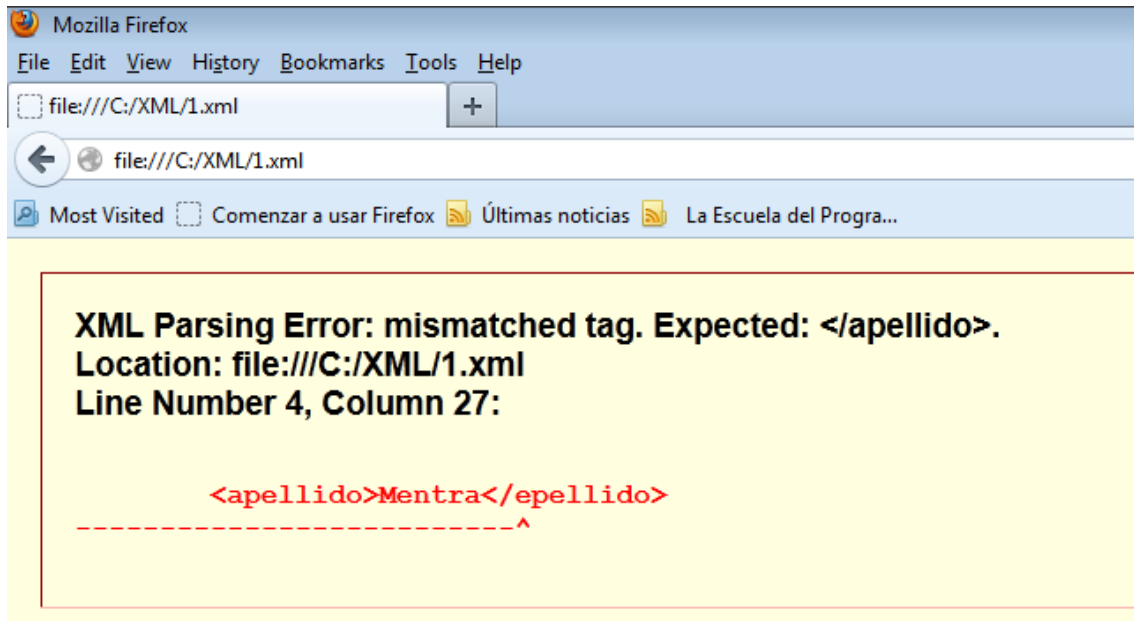 Mozilla Firefox
File Edit View History Bookmarks Tools Help
file:///C:/XML/1.xml +
file:///C:/XML/1.xml
Most Visited Comenzar a usar Firefox Últimas noticias La Escuela del Progra...
XML Parsing Error: mismatched tag. Expected: </apellido>.
Location: file:///C:/XML/1.xml
Line Number 4, Column 27:
<apellido>Mentra</epellido>
--------------------------^